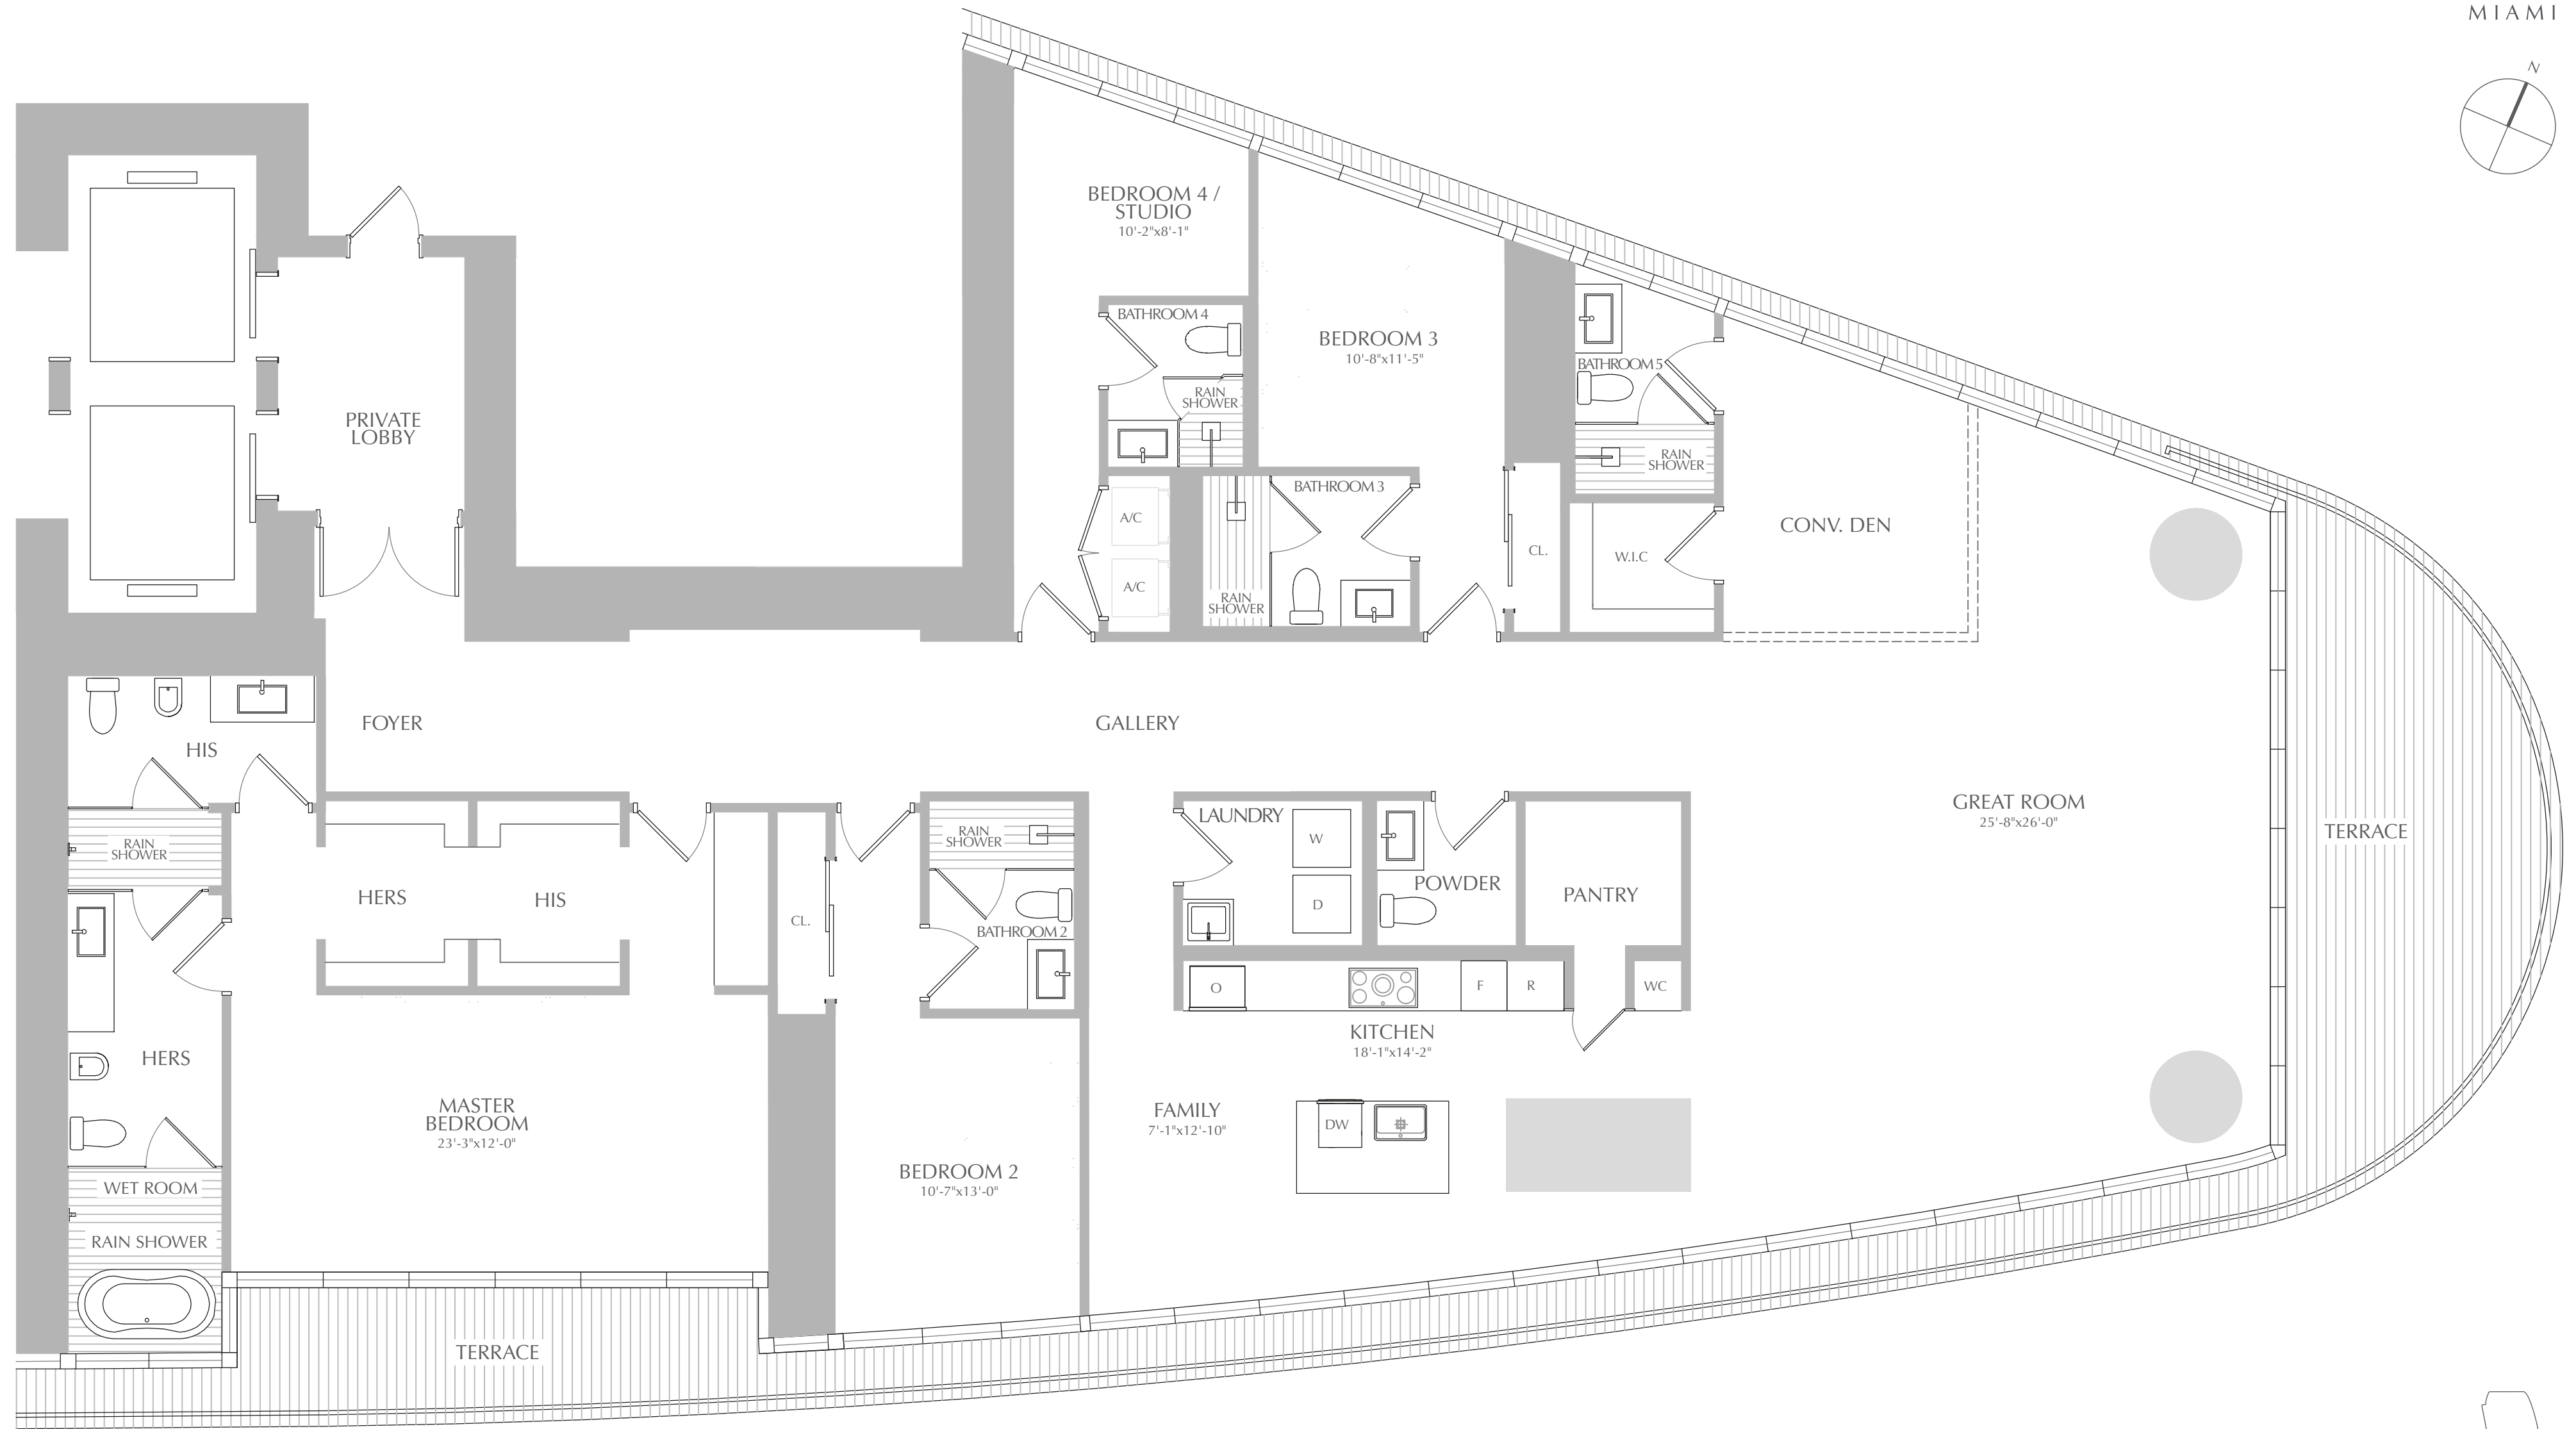 MIAMI
N
BEDROOM 4 /
STUDIO
10'-2"x8'-1"
BATHROOM 4
RAIN
SHOWER
BEDROOM 3
10'-8"x11'-5"
BATHROOM 5
RAIN
SHOWER
PRIVATE
LOBBY
A/C
A/C
BATHROOM 3
RAIN
SHOWER
CL.
W.I.C
CONV. DEN
HIS
FOYER
GALLERY
RAIN
SHOWER
HERS
HIS
CL.
RAIN
SHOWER
BATHROOM 2
LAUNDRY
W
D
POWDER
PANTRY
GREAT ROOM
25'-8"x26'-0"
TERRACE
O
F
R
WC
KITCHEN
18'-1"x14'-2"
HERS
MASTER
BEDROOM
23'-3"x12'-0"
BEDROOM 2
10'-7"x13'-0"
FAMILY
7'-1"x12'-10"
DW
WET ROOM
RAIN SHOWER
TERRACE